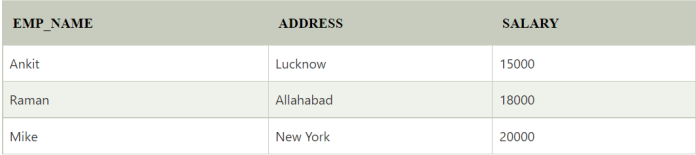 EMP_NAME ADDRESS SALARY
Ankit Lucknow 15000
Raman Allahabad 18000
Mike New York 20000